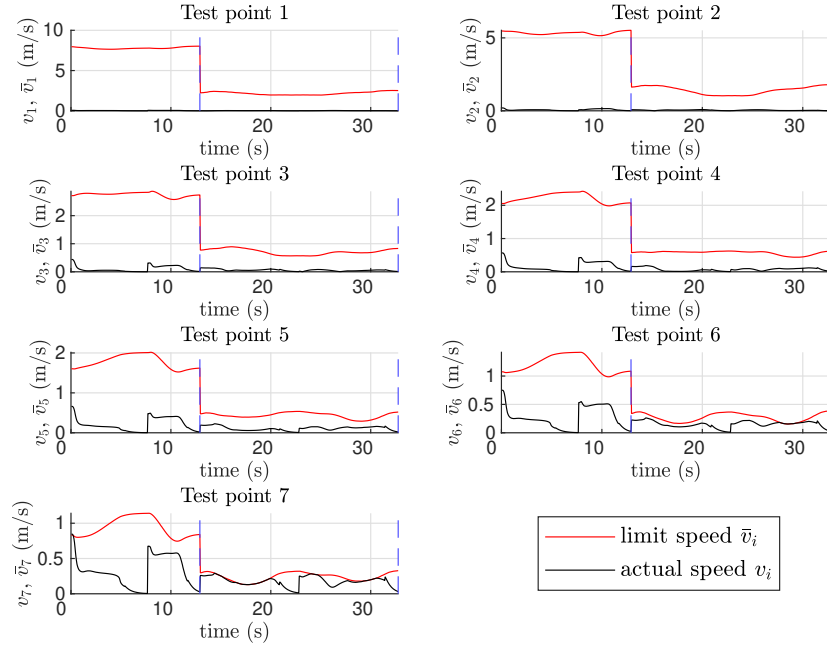 Test point 1
v₁, v̄₁ (m/s)
10
5
0
0 10 20 30
time (s)
Test point 2
v₂, v̄₂ (m/s)
5
0
0 10 20 30
time (s)
Test point 3
v₃, v̄₃ (m/s)
2
1
0
0 10 20 30
time (s)
Test point 4
v₄, v̄₄ (m/s)
2
1
0
0 10 20 30
time (s)
Test point 5
v₅, v̄₅ (m/s)
2
1
0
0 10 20 30
time (s)
Test point 6
v₆, v̄₆ (m/s)
1
0.5
0
0 10 20 30
time (s)
Test point 7
v₇, v̄₇ (m/s)
1
0.5
0
0 10 20 30
time (s)
limit speed v̄ᵢ
actual speed vᵢ